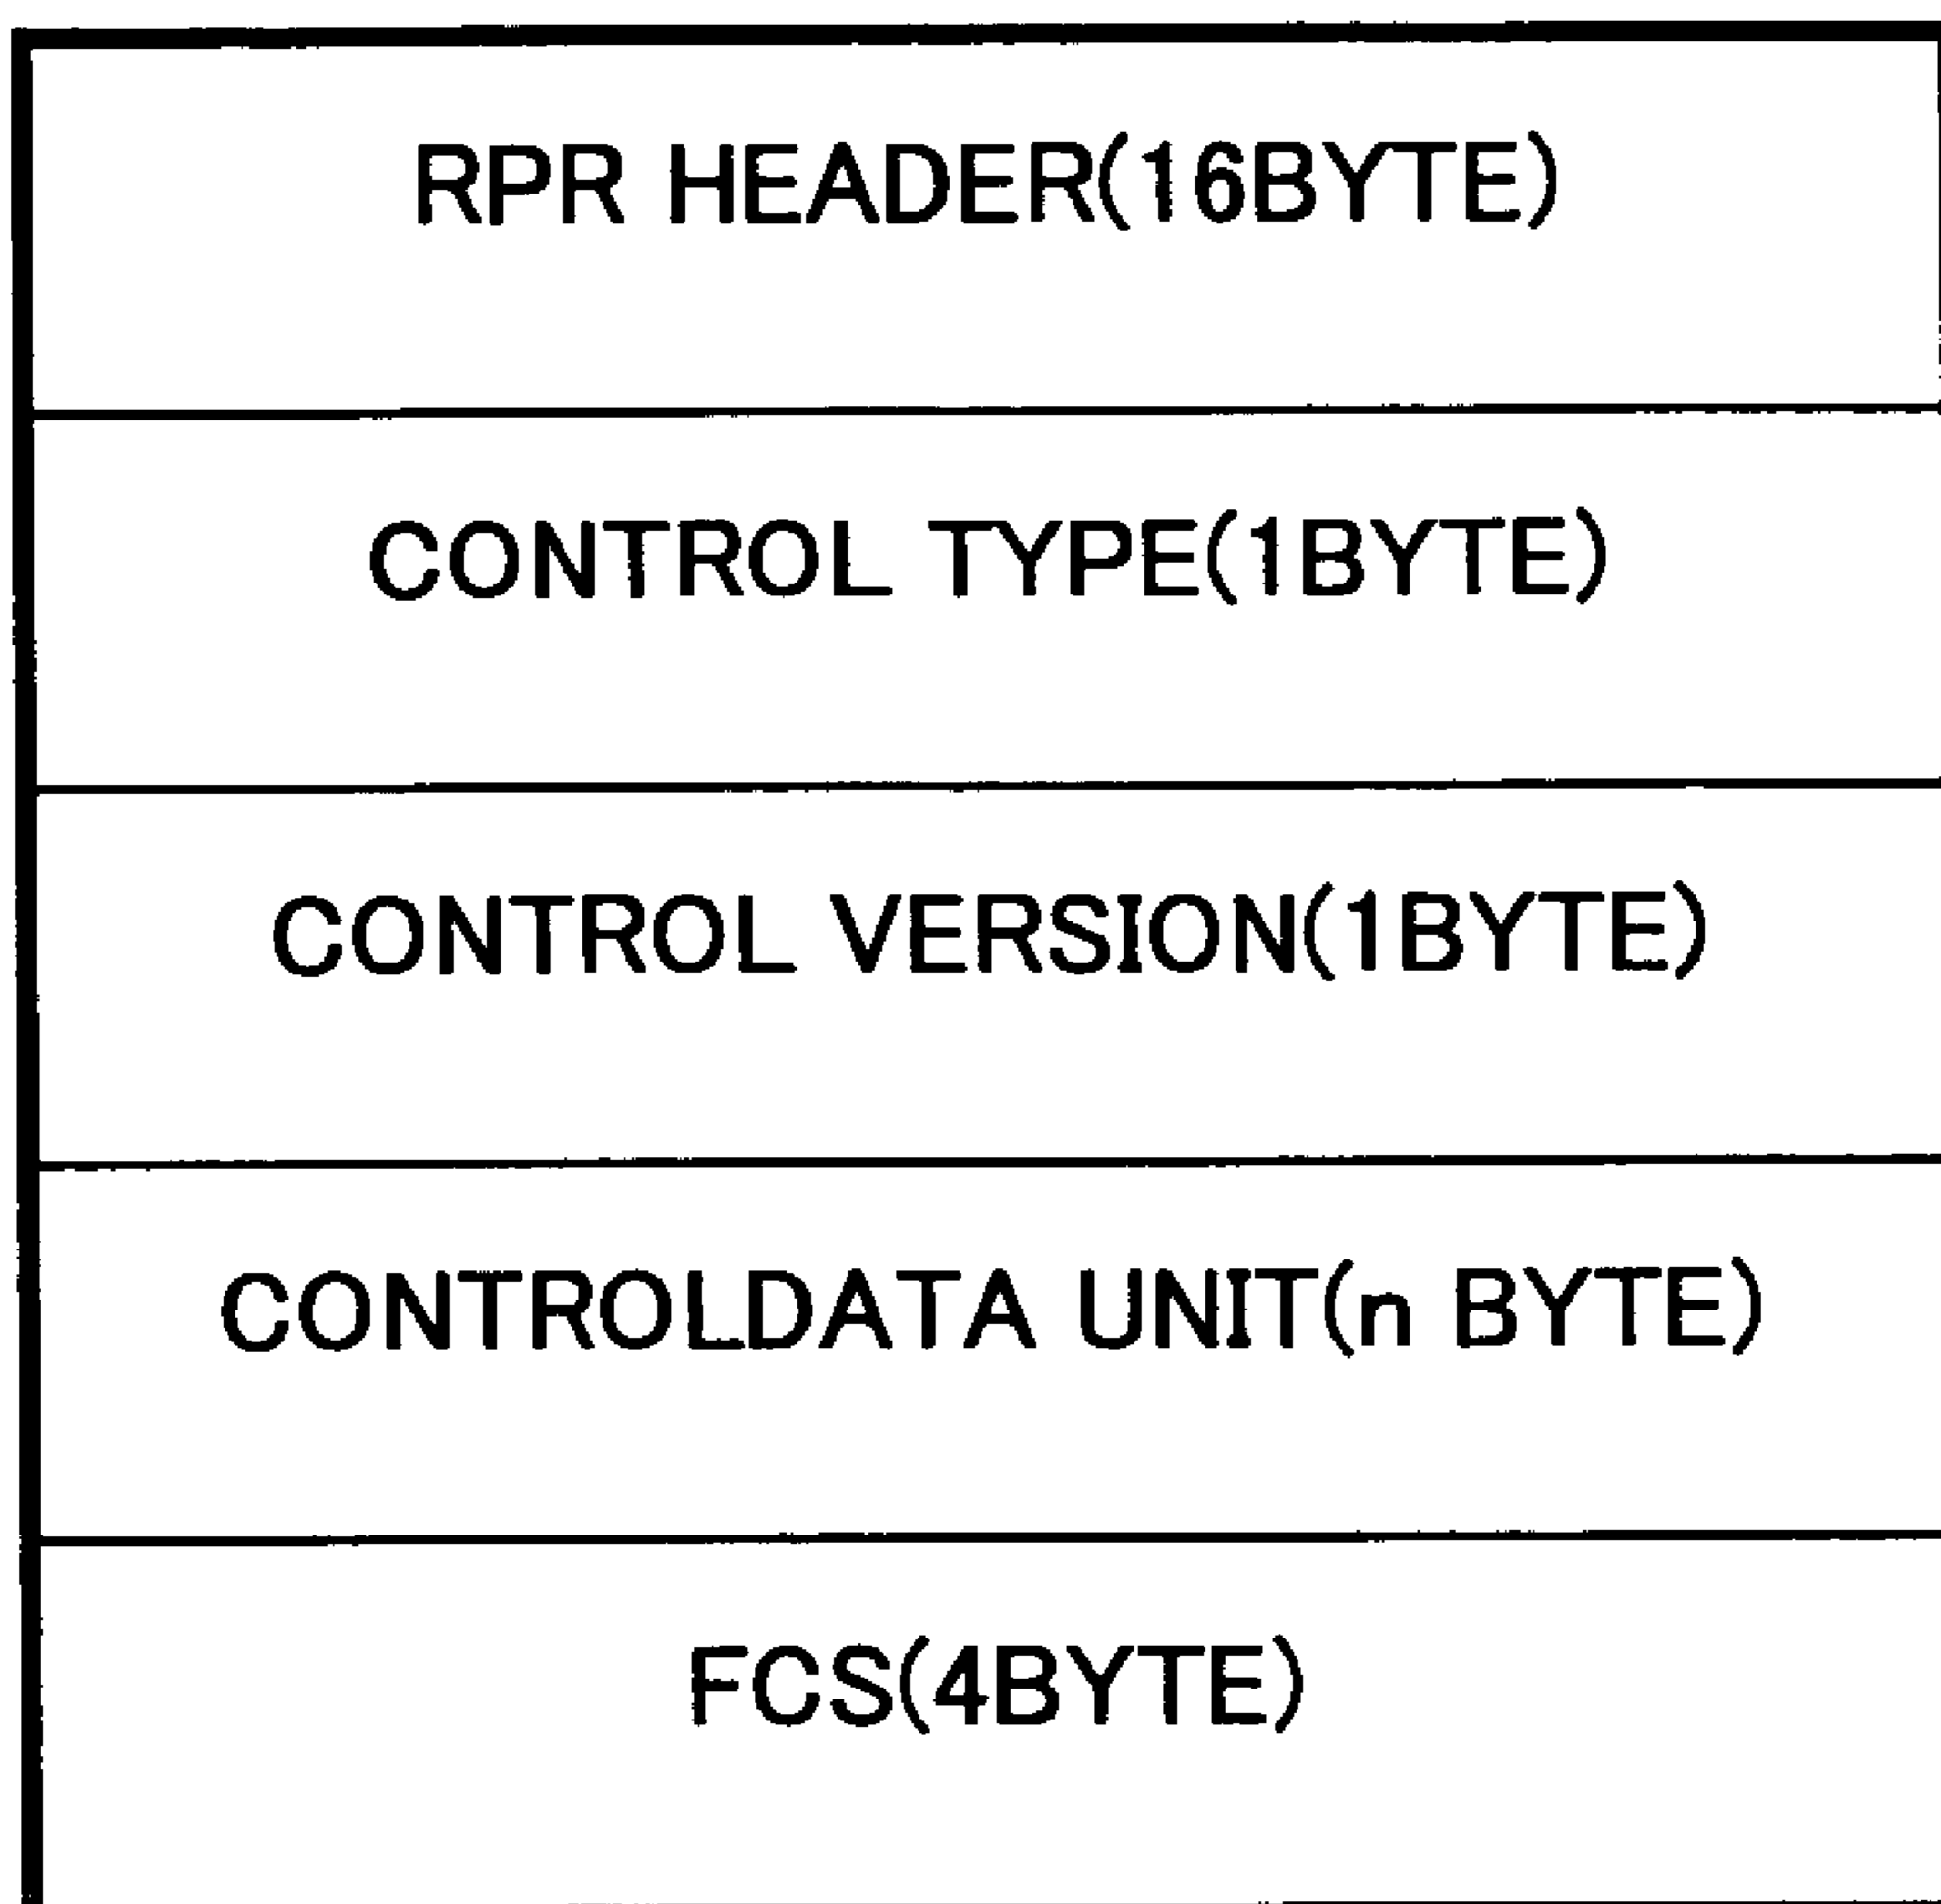 RPR HEADER(16BYTE)
CONTROL TYPE(1BYTE)
CONTROL VERSION(1BYTE)
CONTROLDATA UNIT(n BYTE)
FCS(4BYTE)